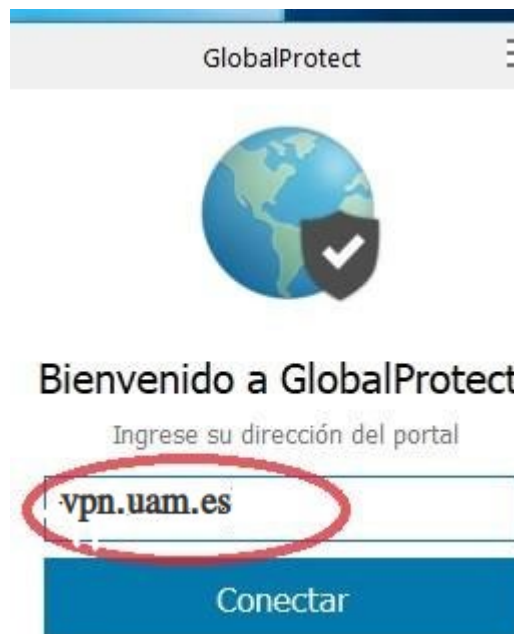 GlobalProtect
Bienvenido a GlobalProtect
Ingrese su dirección del portal
vpn.uam.es
Conectar